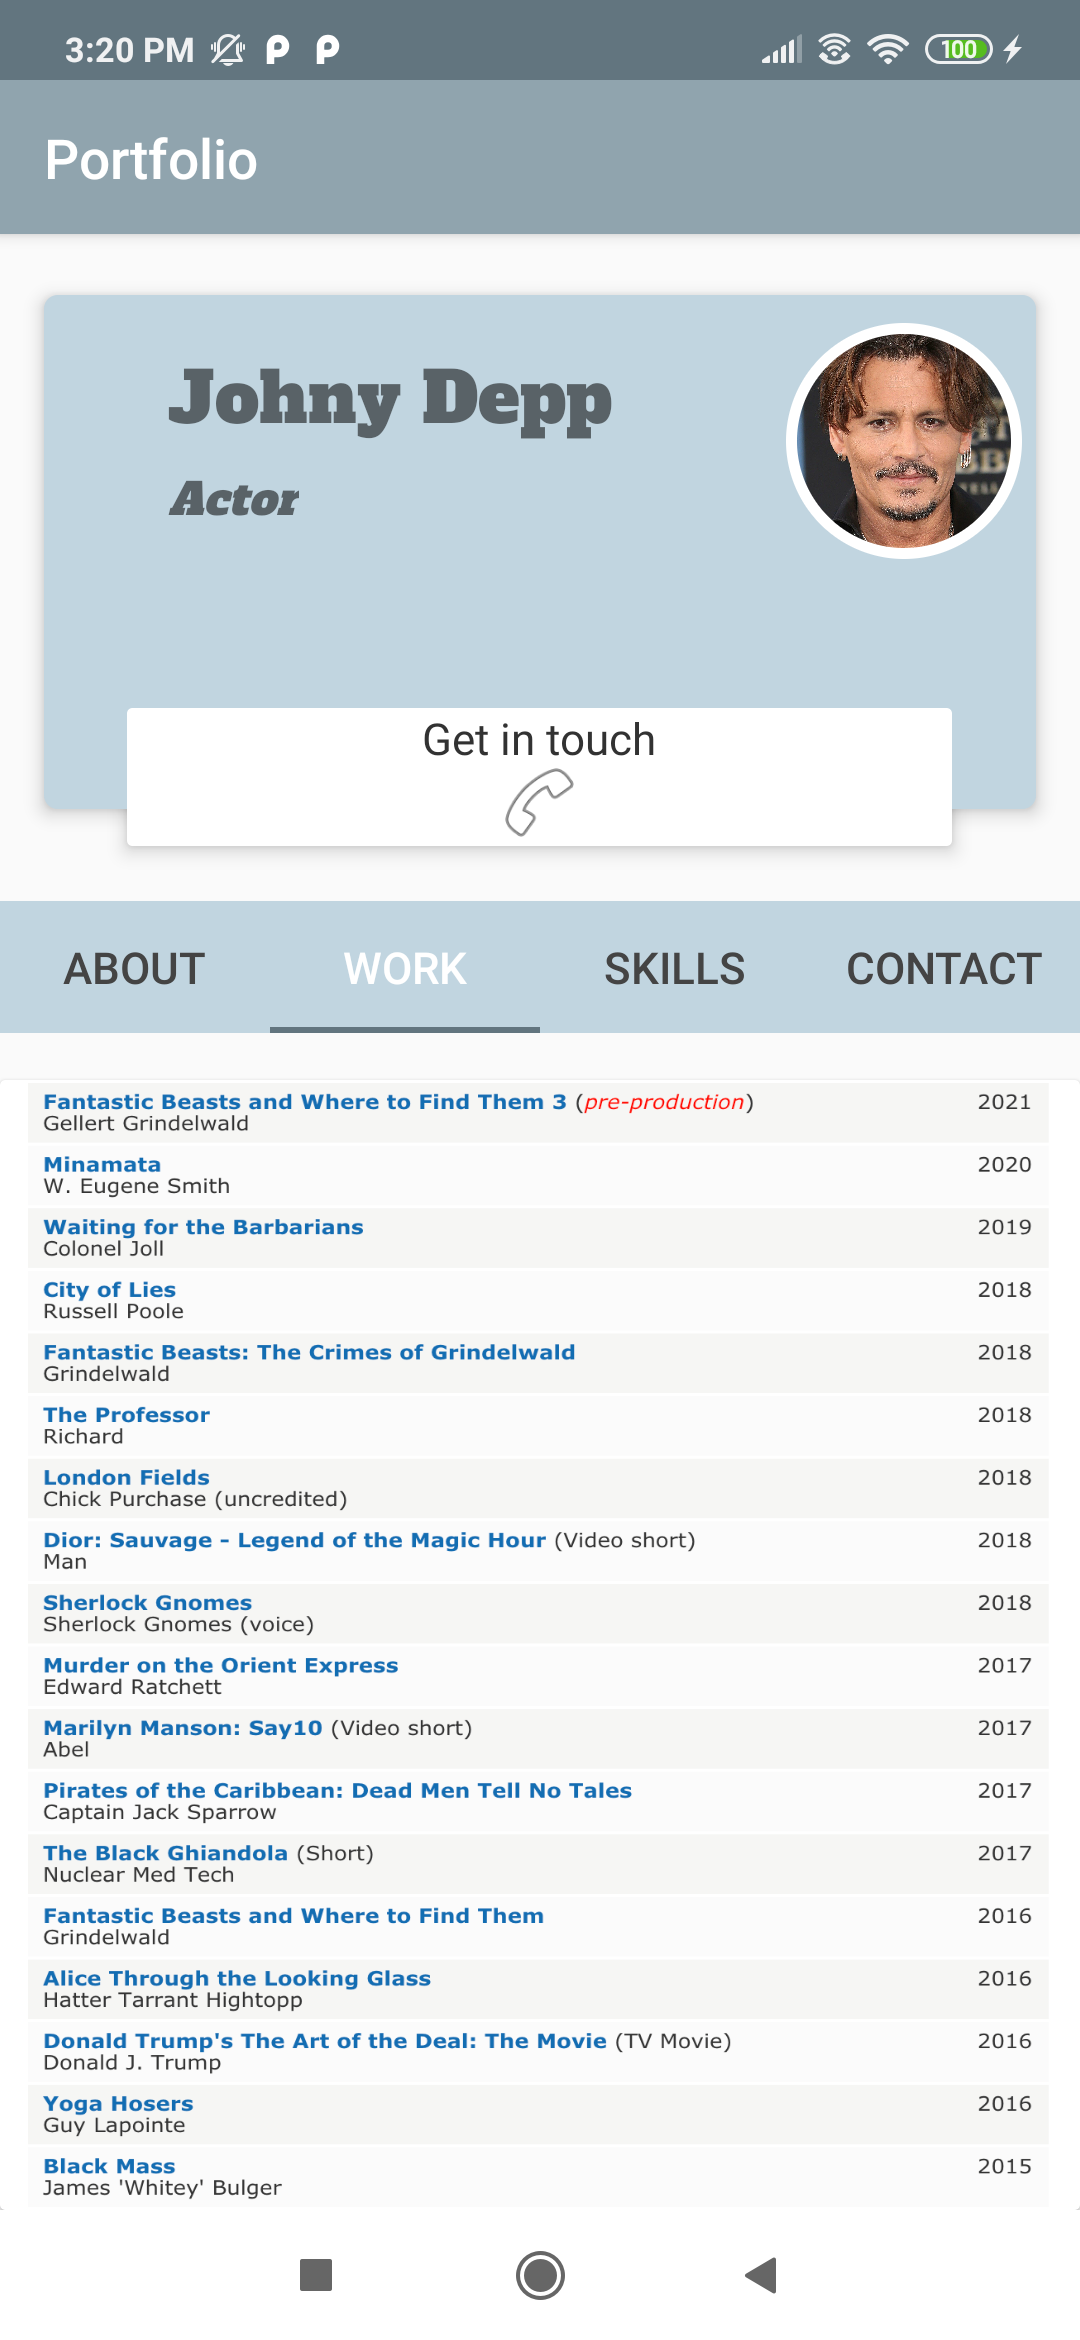 3:20 PM
100
Portfolio
Johny Depp
Actor
Get in touch
ABOUT WORK SKILLS CONTACT
Fantastic Beasts and Where to Find Them 3 (pre-production) 2021
Gellert Grindelwald
Minamata 2020
W. Eugene Smith
Waiting for the Barbarians 2019
Colonel Joll
City of Lies 2018
Russell Poole
Fantastic Beasts: The Crimes of Grindelwald 2018
Grindelwald
The Professor 2018
Richard
London Fields 2018
Chick Purchase (uncredited)
Dior: Sauvage - Legend of the Magic Hour (Video short) 2018
Man
Sherlock Gnomes 2018
Sherlock Gnomes (voice)
Murder on the Orient Express 2017
Edward Ratchett
Marilyn Manson: Say10 (Video short) 2017
Abel
Pirates of the Caribbean: Dead Men Tell No Tales 2017
Captain Jack Sparrow
The Black Ghiandola (Short) 2017
Nuclear Med Tech
Fantastic Beasts and Where to Find Them 2016
Grindelwald
Alice Through the Looking Glass 2016
Hatter Tarrant Hightopp
Donald Trump's The Art of the Deal: The Movie (TV Movie) 2016
Donald J. Trump
Yoga Hosers 2016
Guy Lapointe
Black Mass 2015
James 'Whitey' Bulger